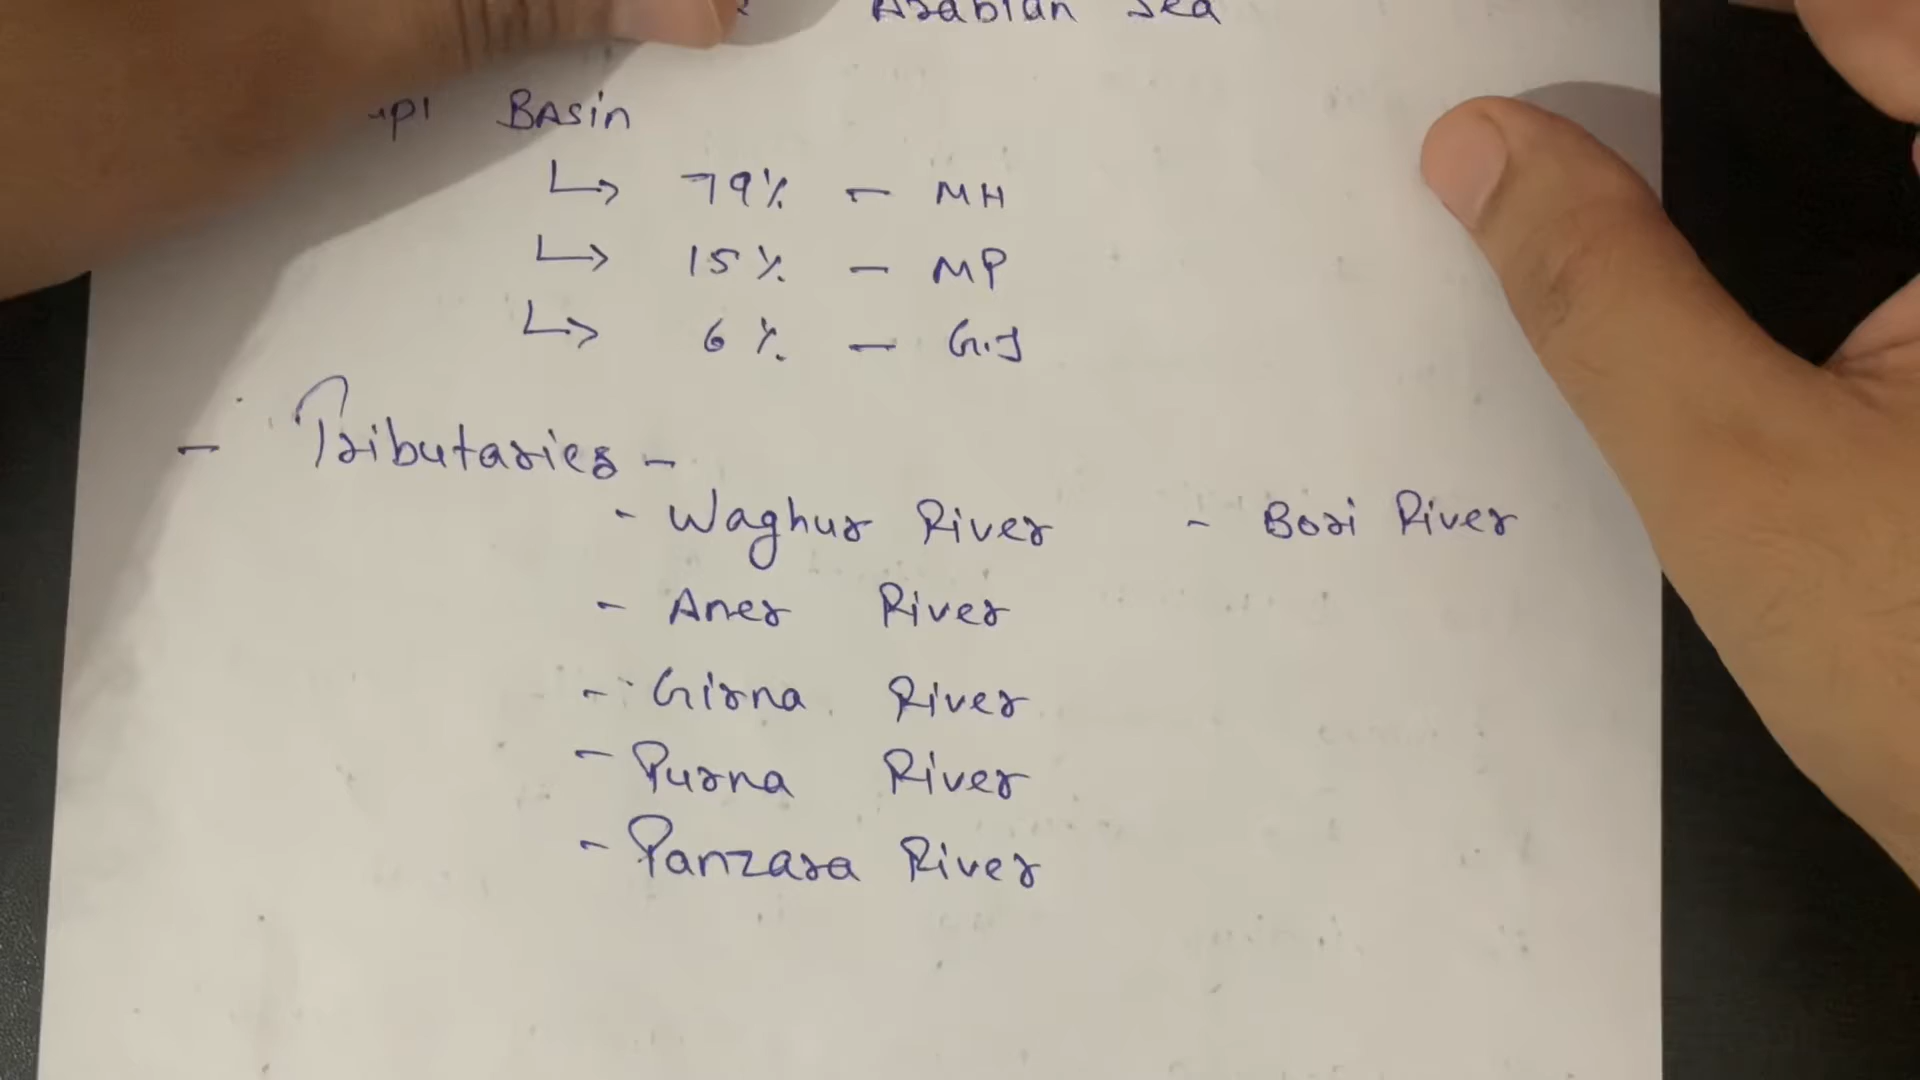 Arabian Sea
Basin
↳ 79% - MH
↳ 15% - MP
↳ 6% - G.J
- Tributaries -
- Waghur River - Bori River
- Aner River
- Girna River
- Purna River
- Panzara River